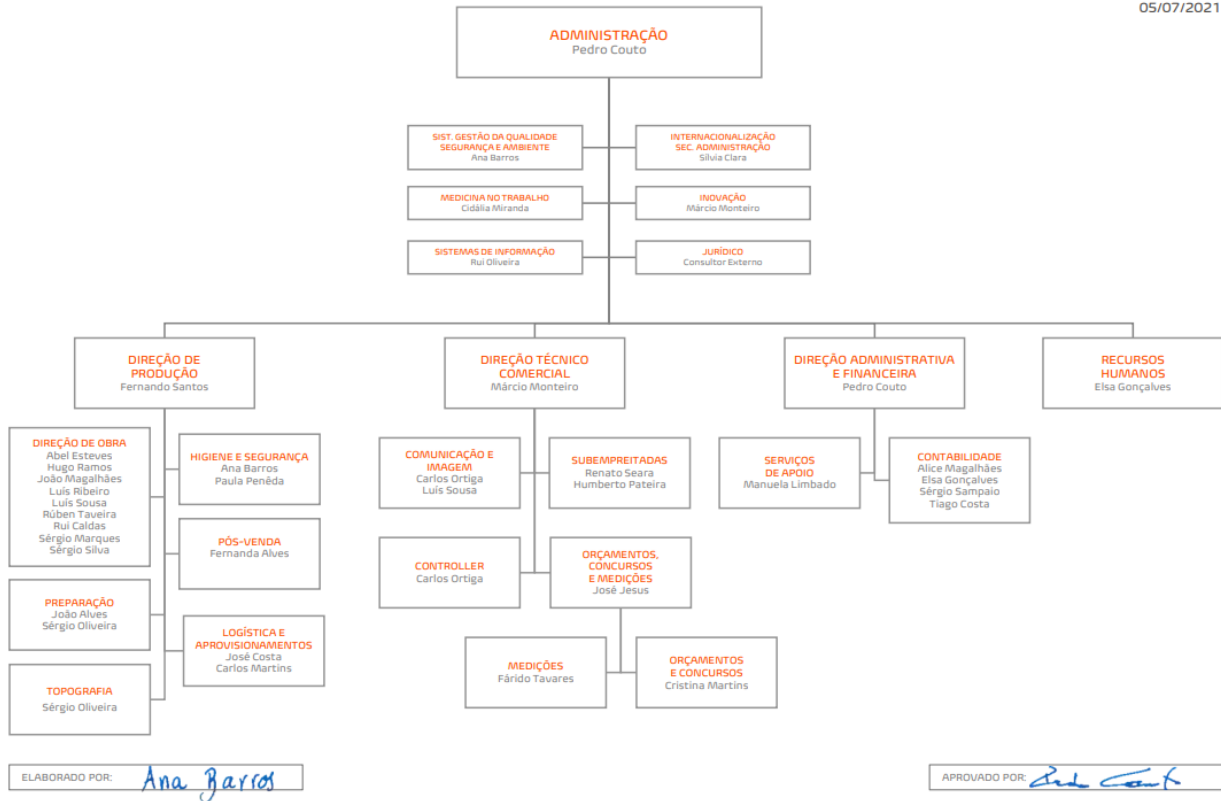 05/07/2021
ADMINISTRAÇÃO
Pedro Couto
SIST. GESTÃO DA QUALIDADE
SEGURANÇA E AMBIENTE
Ana Barros
INTERNACIONALIZAÇÃO
SEC. ADMINISTRAÇÃO
Sílvia Clara
MEDICINA NO TRABALHO
Cidália Miranda
INOVAÇÃO
Márcio Monteiro
SISTEMAS DE INFORMAÇÃO
Rui Oliveira
JURÍDICO
Consultor Externo
DIREÇÃO DE
PRODUÇÃO
Fernando Santos
DIREÇÃO TÉCNICO
COMERCIAL
Márcio Monteiro
DIREÇÃO ADMINISTRATIVA
E FINANCEIRA
Pedro Couto
RECURSOS
HUMANOS
Elsa Gonçalves
DIREÇÃO DE OBRA
Abel Esteves
Hugo Ramos
João Magalhães
Luís Ribeiro
Luís Sousa
Rúben Taveira
Rui Caldas
Sérgio Marques
Sérgio Silva
HIGIENE E SEGURANÇA
Ana Barros
Paula Penêda
PÓS-VENDA
Fernanda Alves
PREPARAÇÃO
João Alves
Sérgio Oliveira
LOGÍSTICA E
APROVISIONAMENTOS
José Costa
Carlos Martins
TOPOGRAFIA
Sérgio Oliveira
COMUNICAÇÃO E
IMAGEM
Carlos Ortiga
Luís Sousa
SUBEMPREITADAS
Renato Seara
Humberto Pateira
CONTROLLER
Carlos Ortiga
ORÇAMENTOS,
CONCURSOS
E MEDIÇÕES
José Jesus
MEDIÇÕES
Fárido Tavares
ORÇAMENTOS
E CONCURSOS
Cristina Martins
SERVIÇOS
DE APOIO
Manuela Limbado
CONTABILIDADE
Alice Magalhães
Elsa Gonçalves
Sérgio Sampaio
Tiago Costa
ELABORADO POR: Ana Barros
APROVADO POR: